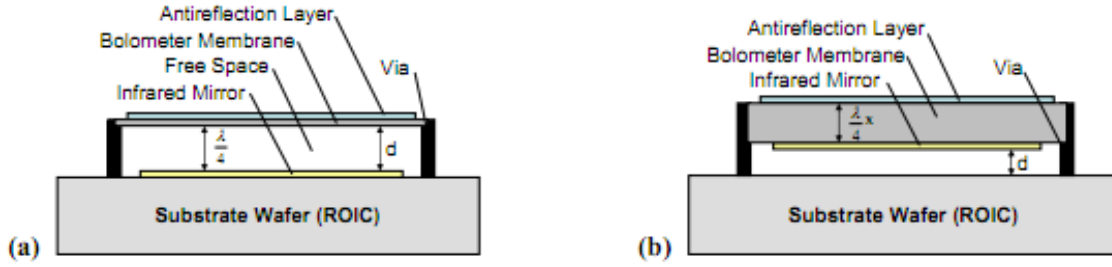 Antireflection Layer
Bolometer Membrane
Free Space
Infrared Mirror
Via
λ/4
d
Substrate Wafer (ROIC)
(a)
Antireflection Layer
Bolometer Membrane
Infrared Mirror
Via
λ/4 x
d
Substrate Wafer (ROIC)
(b)